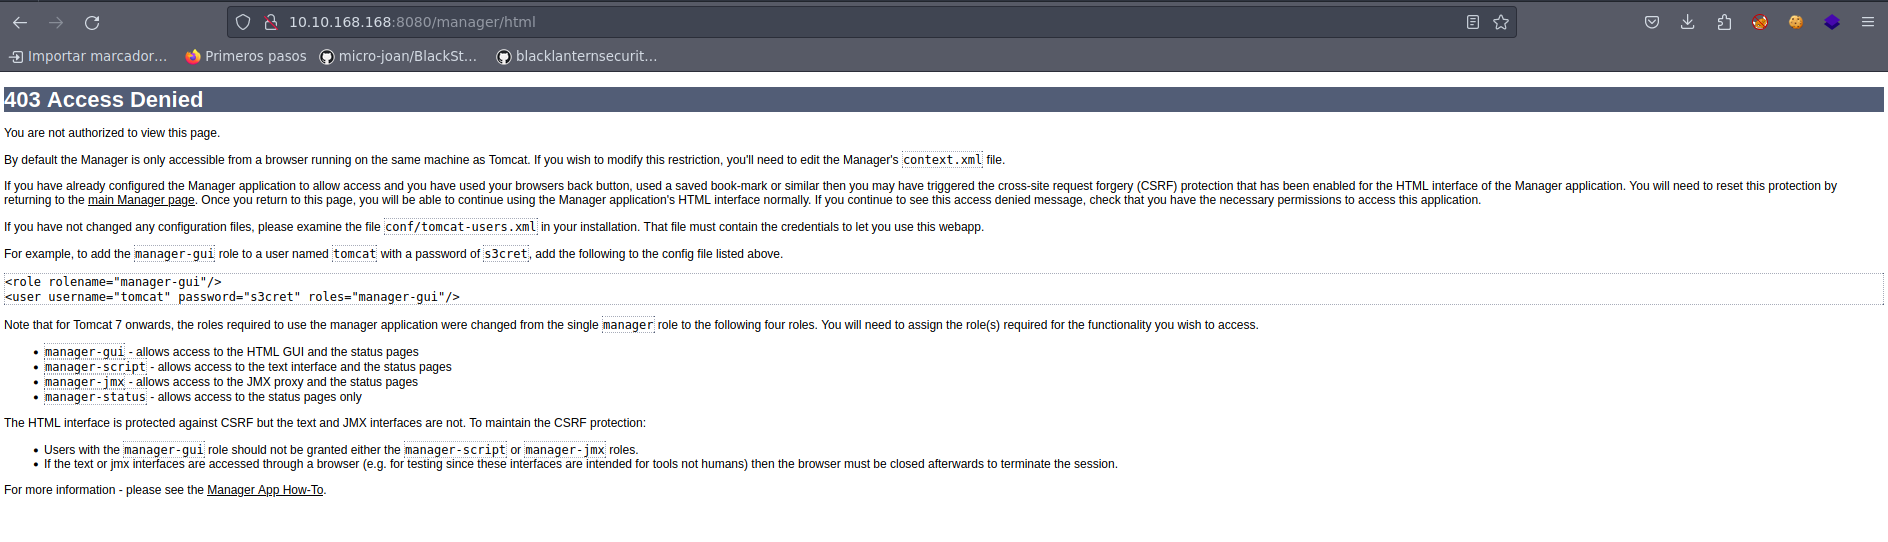 10.10.168.168:8080/manager/html
Importar marcador... Primeros pasos micro-joan/BlackSt... blacklanternsecurit...
403 Access Denied
You are not authorized to view this page.
By default the Manager is only accessible from a browser running on the same machine as Tomcat. If you wish to modify this restriction, you'll need to edit the Manager's context.xml file.
If you have already configured the Manager application to allow access and you have used your browsers back button, used a saved book-mark or similar then you may have triggered the cross-site request forgery (CSRF) protection that has been enabled for the HTML interface of the Manager application. You will need to reset this protection by
returning to the main Manager page. Once you return to this page, you will be able to continue using the Manager application's HTML interface normally. If you continue to see this access denied message, check that you have the necessary permissions to access this application.
If you have not changed any configuration files, please examine the file conf/tomcat-users.xml in your installation. That file must contain the credentials to let you use this webapp.
For example, to add the manager-gui role to a user named tomcat with a password of s3cret, add the following to the config file listed above.
<role rolename="manager-gui"/>
<user username="tomcat" password="s3cret" roles="manager-gui"/>
Note that for Tomcat 7 onwards, the roles required to use the manager application were changed from the single manager role to the following four roles. You will need to assign the role(s) required for the functionality you wish to access.
• manager-gui - allows access to the HTML GUI and the status pages
• manager-script - allows access to the text interface and the status pages
• manager-jmx - allows access to the JMX proxy and the status pages
• manager-status - allows access to the status pages only
The HTML interface is protected against CSRF but the text and JMX interfaces are not. To maintain the CSRF protection:
• Users with the manager-gui role should not be granted either the manager-script or manager-jmx roles.
• If the text or jmx interfaces are accessed through a browser (e.g. for testing since these interfaces are intended for tools not humans) then the browser must be closed afterwards to terminate the session.
For more information - please see the Manager App How-To.